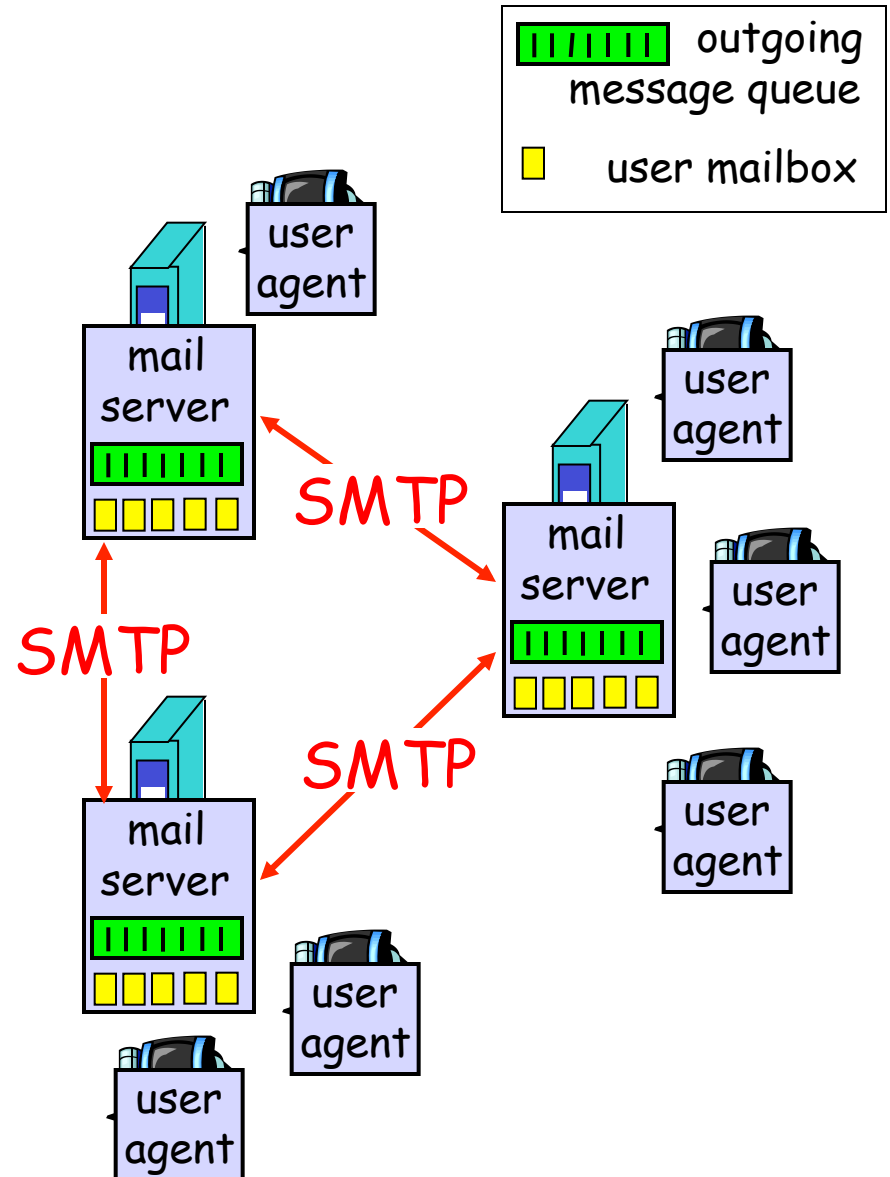 outgoing
message queue
user mailbox
user
agent
mail
server
user
agent
SMTP
mail
server
user
agent
SMTP
SMTP
user
agent
mail
server
user
agent
user
agent